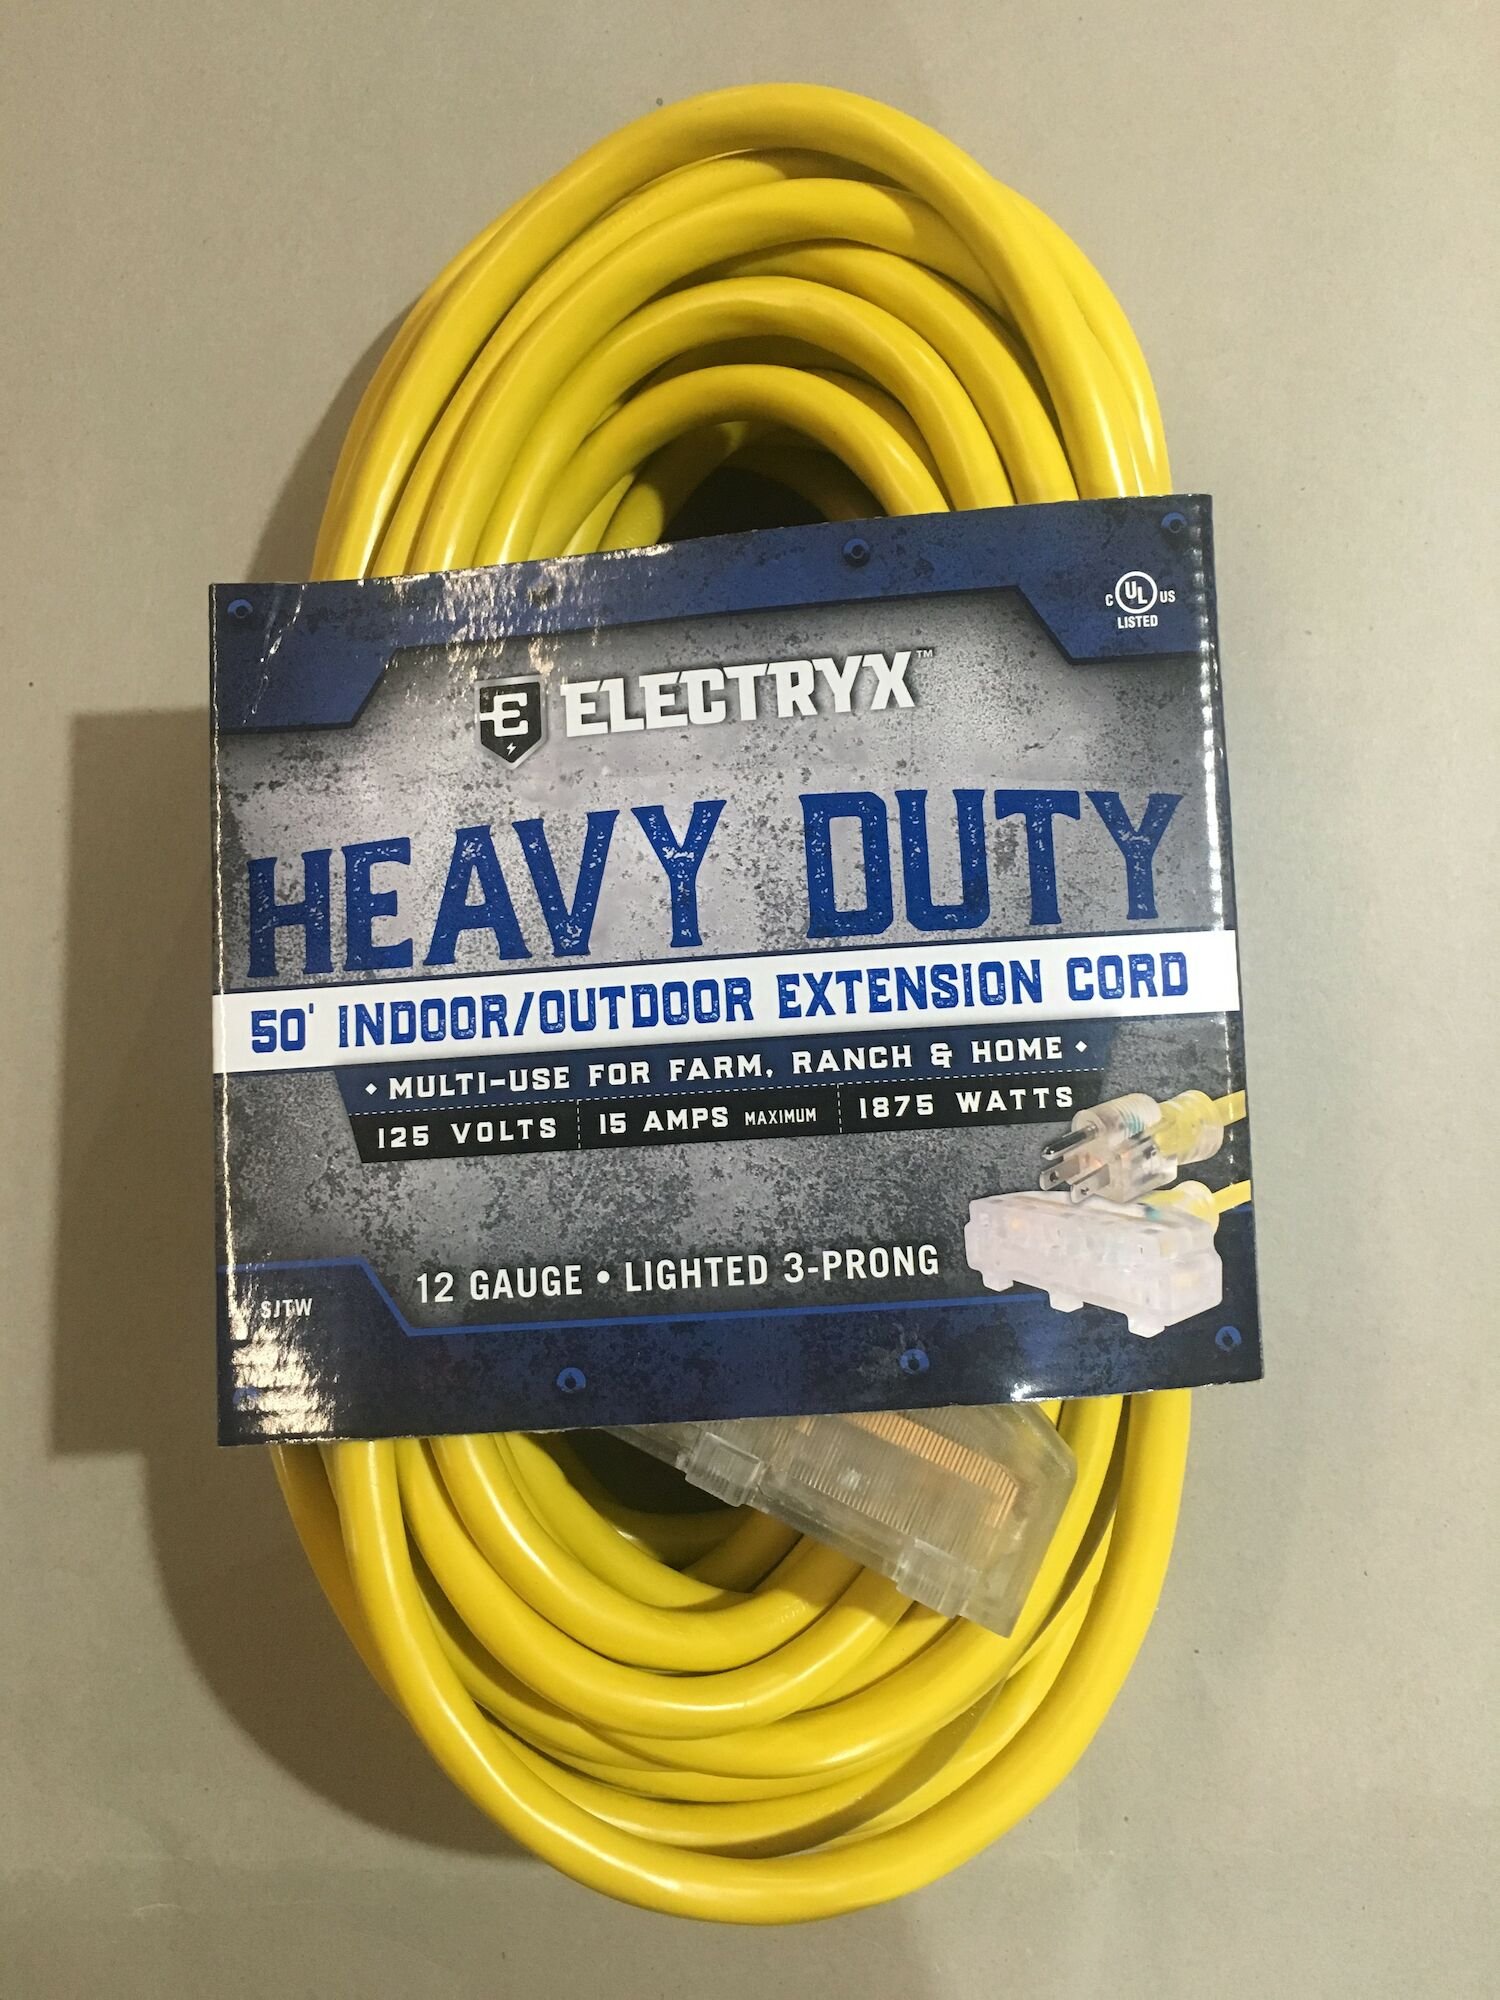 C UL US
LISTED
E ELECTRYX™
HEAVY DUTY
50' INDOOR/OUTDOOR EXTENSION CORD
• MULTI-USE FOR FARM, RANCH & HOME •
125 VOLTS 15 AMPS MAXIMUM 1875 WATTS
12 GAUGE • LIGHTED 3-PRONG
SJTW